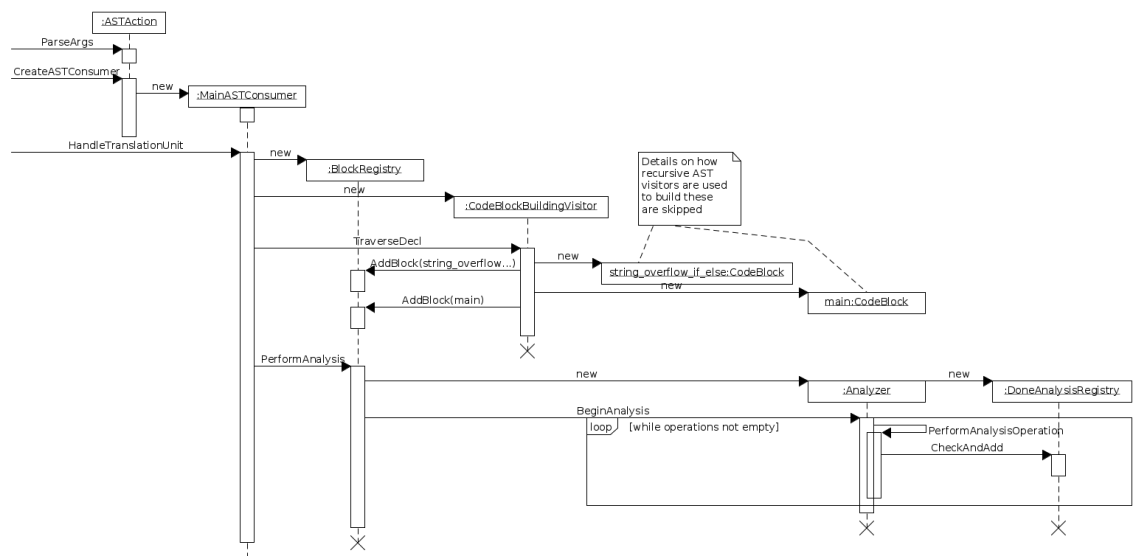 :ASTAction
ParseArgs
CreateASTConsumer
new
:MainASTConsumer
HandleTranslationUnit
new
:BlockRegistry
Details on how
recursive AST
visitors are used
to build these
are skipped
new
:CodeBlockBuildingVisitor
TraverseDecl
new
AddBlock(string_overflow...)
string_overflow_if_else:CodeBlock
new
AddBlock(main)
main:CodeBlock
PerformAnalysis
new
new
:Analyzer
:DoneAnalysisRegistry
BeginAnalysis
loop
[while operations not empty]
PerformAnalysisOperation
CheckAndAdd